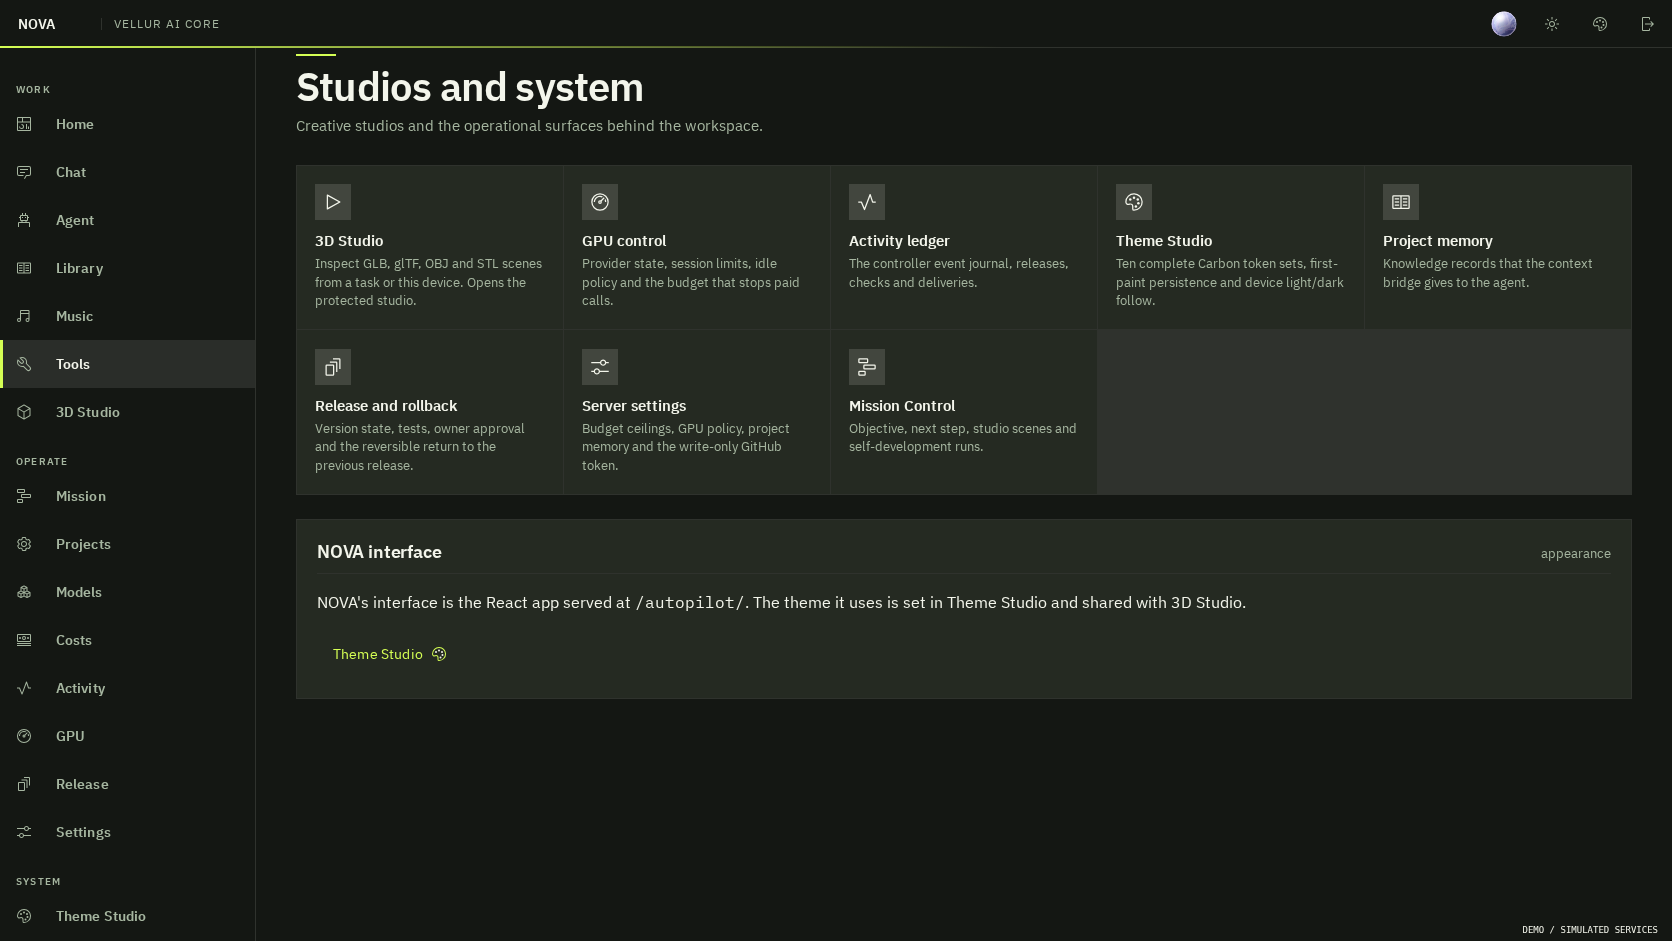 NOVA
VELLUR AI CORE
WORK
Home
Chat
Agent
Library
Music
Tools
3D Studio
OPERATE
Mission
Projects
Models
Costs
Activity
GPU
Release
Settings
SYSTEM
Theme Studio
Studios and system
Creative studios and the operational surfaces behind the workspace.
3D Studio
Inspect GLB, glTF, OBJ and STL scenes
from a task or this device. Opens the
protected studio.
GPU control
Provider state, session limits, idle
policy and the budget that stops paid
calls.
Activity ledger
The controller event journal, releases,
checks and deliveries.
Theme Studio
Ten complete Carbon token sets, first-
paint persistence and device light/dark
follow.
Project memory
Knowledge records that the context
bridge gives to the agent.
Release and rollback
Version state, tests, owner approval
and the reversible return to the
previous release.
Server settings
Budget ceilings, GPU policy, project
memory and the write-only GitHub
token.
Mission Control
Objective, next step, studio scenes and
self-development runs.
NOVA interface
appearance
NOVA's interface is the React app served at /autopilot/. The theme it uses is set in Theme Studio and shared with 3D Studio.
Theme Studio
DEMO / SIMULATED SERVICES